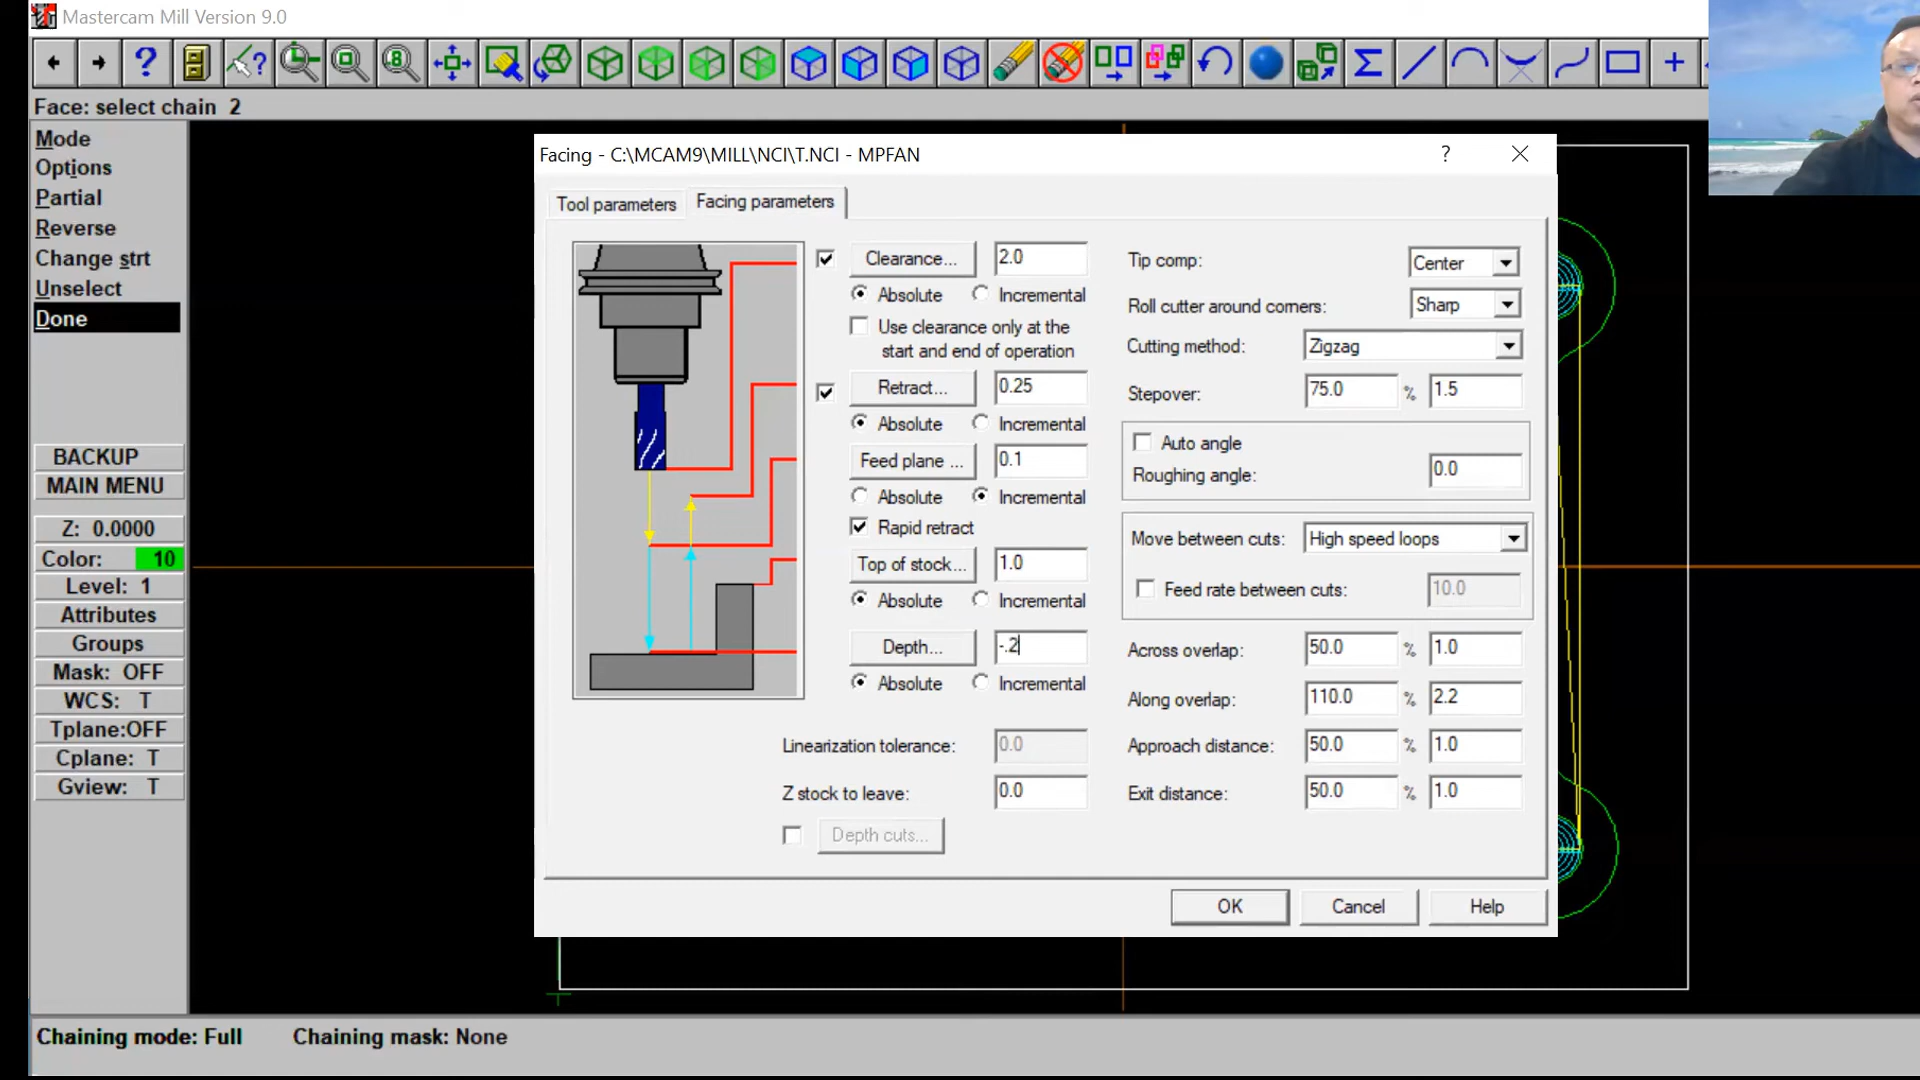 Mastercam Mill Version 9.0
Face: select chain 2
Mode
Options
Partial
Reverse
Change strt
Unselect
Done
BACKUP
MAIN MENU
Z: 0.0000
Color: 10
Level: 1
Attributes
Groups
Mask: OFF
WCS: T
Tplane:OFF
Cplane: T
Gview: T
Chaining mode: Full Chaining mask: None
Facing - C:\MCAM9\MILL\NCI\T.NCI - MPFAN
Tool parameters Facing parameters
Clearance... 2.0
Absolute Incremental
Use clearance only at the
start and end of operation
Retract... 0.25
Absolute Incremental
Feed plane ... 0.1
Absolute Incremental
Rapid retract
Top of stock... 1.0
Absolute Incremental
Depth... -.2
Absolute Incremental
Linearization tolerance: 0.0
Z stock to leave: 0.0
Depth cuts...
Tip comp: Center
Roll cutter around corners: Sharp
Cutting method: Zigzag
Stepover: 75.0 % 1.5
Auto angle
Roughing angle: 0.0
Move between cuts: High speed loops
Feed rate between cuts: 10.0
Across overlap: 50.0 % 1.0
Along overlap: 110.0 % 2.2
Approach distance: 50.0 % 1.0
Exit distance: 50.0 % 1.0
OK Cancel Help